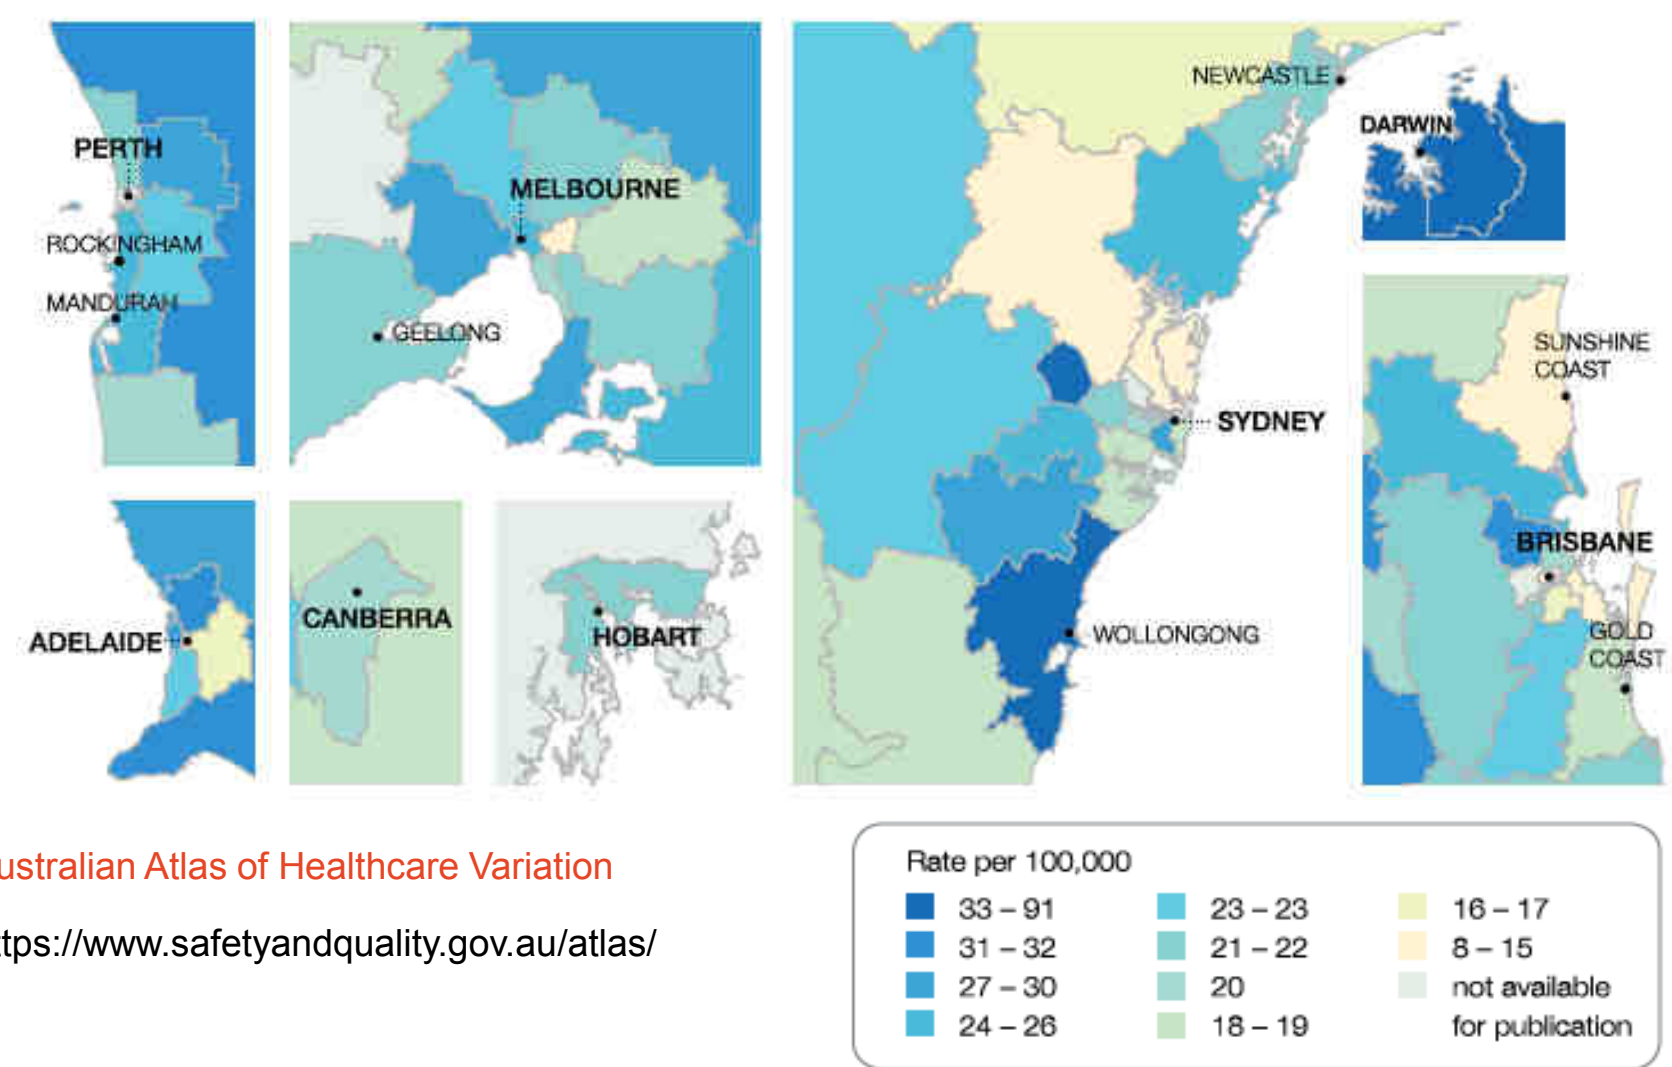 PERTH
ROCKINGHAM
MANDURAH
MELBOURNE
GEELONG
NEWCASTLE
SYDNEY
WOLLONGONG
DARWIN
SUNSHINE
COAST
BRISBANE
GOLD
COAST
ADELAIDE
CANBERRA
HOBART
ustralian Atlas of Healthcare Variation
ttps://www.safetyandquality.gov.au/atlas/
Rate per 100,000
33 – 91
31 – 32
27 – 30
24 – 26
23 – 23
21 – 22
20
18 – 19
16 – 17
8 – 15
not available
for publication